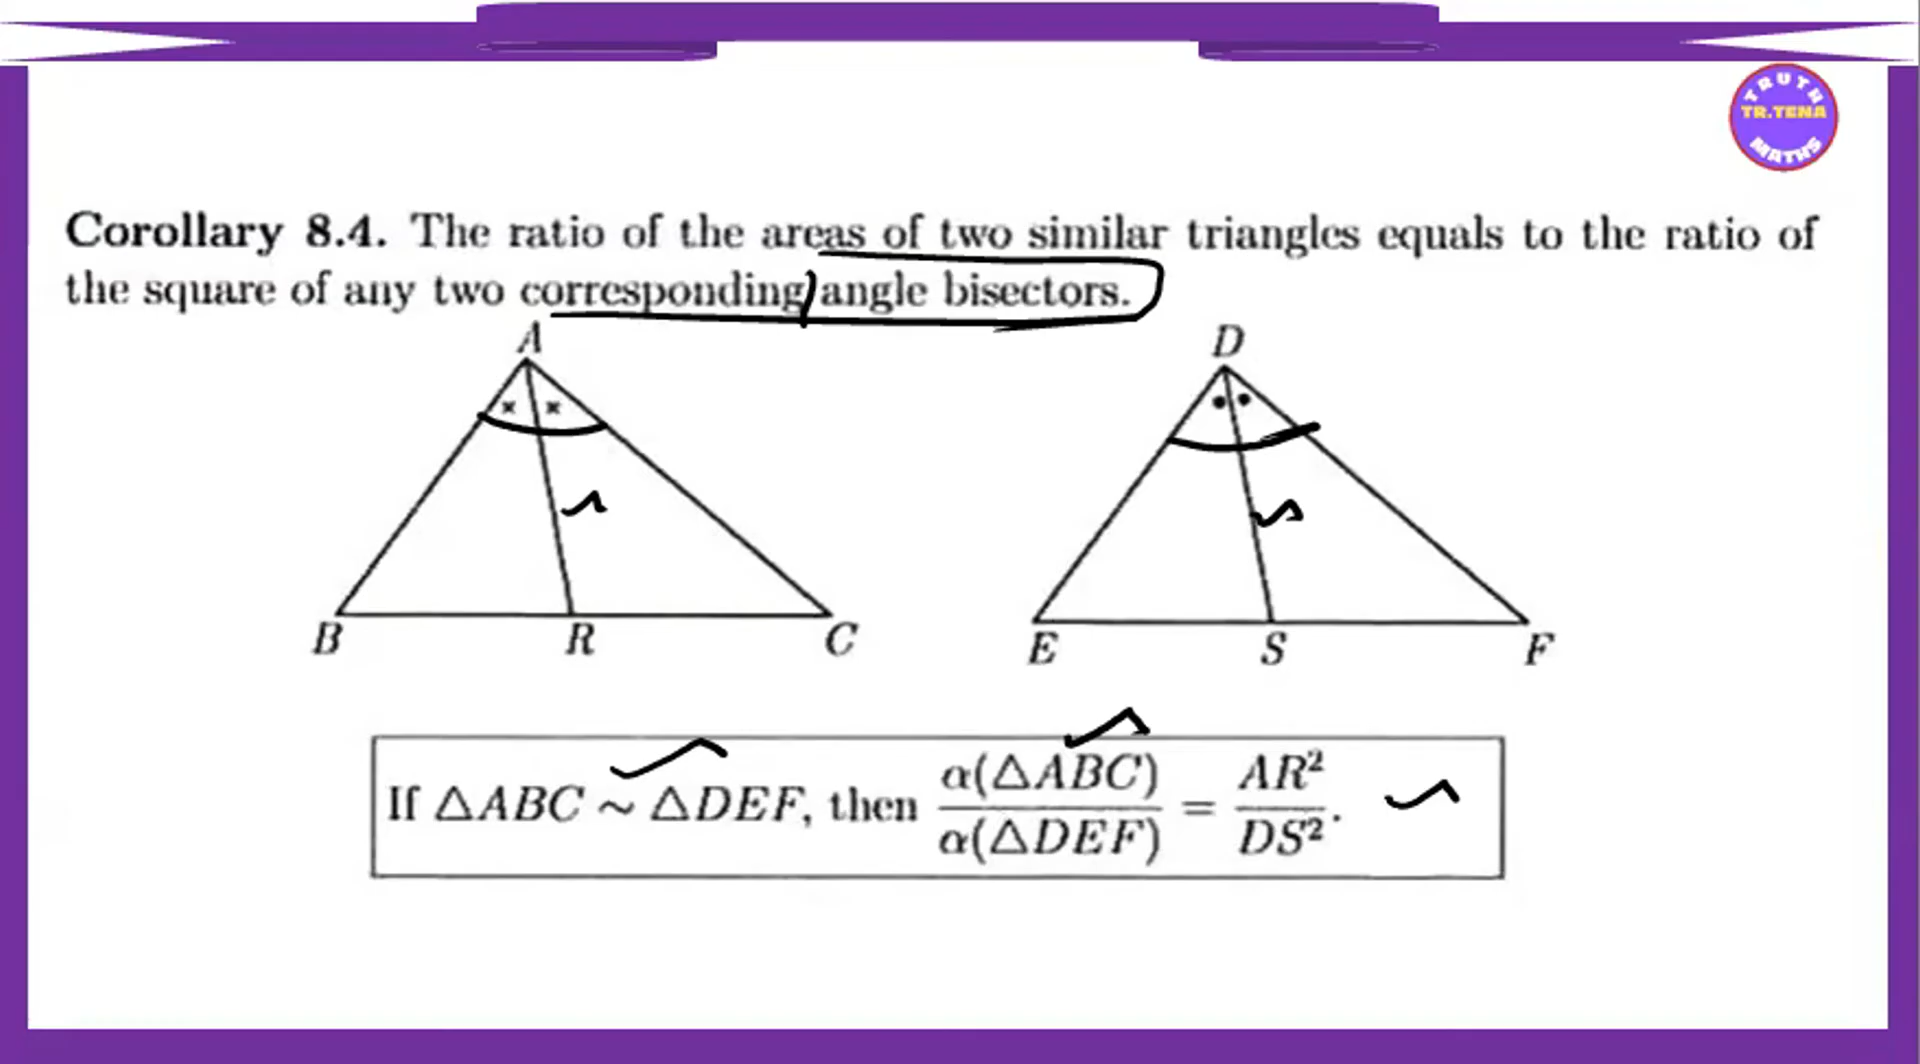 TRUTH
TR.TENA
MATHS
Corollary 8.4. The ratio of the areas of two similar triangles equals to the ratio of
the square of any two corresponding angle bisectors.
A D
B R C E S F
If △ABC ~ △DEF, then α(△ABC)/α(△DEF) = AR²/DS².